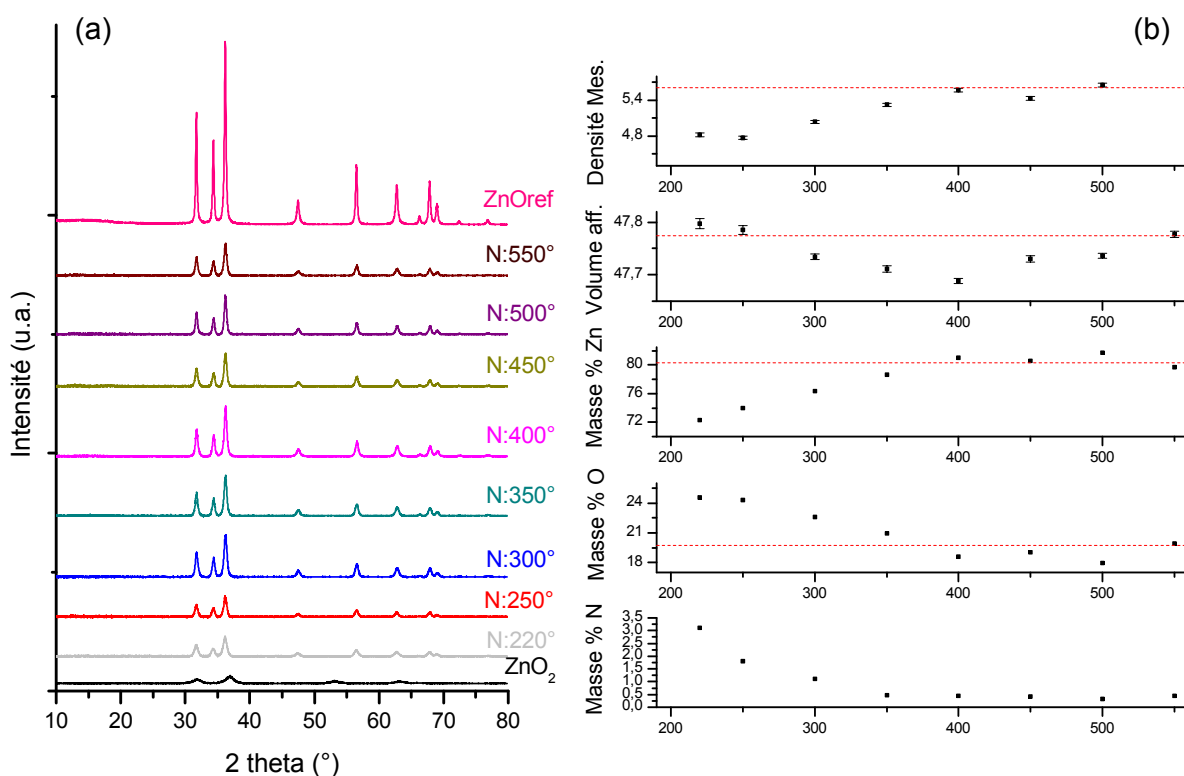 (a)
Intensité (u.a.)
ZnOref
N:550°
N:500°
N:450°
N:400°
N:350°
N:300°
N:250°
N:220°
ZnO₂
10 20 30 40 50 60 70 80
2 theta (°)
(b)
Densité Mes.
5,4
4,8
200 300 400 500
Volume aff.
47,8
47,7
200 300 400 500
Masse % Zn
80
76
72
200 300 400 500
Masse % O
24
21
18
200 300 400 500
Masse % N
3,5
3,0
2,5
2,0
1,5
1,0
0,5
0,0
200 300 400 500